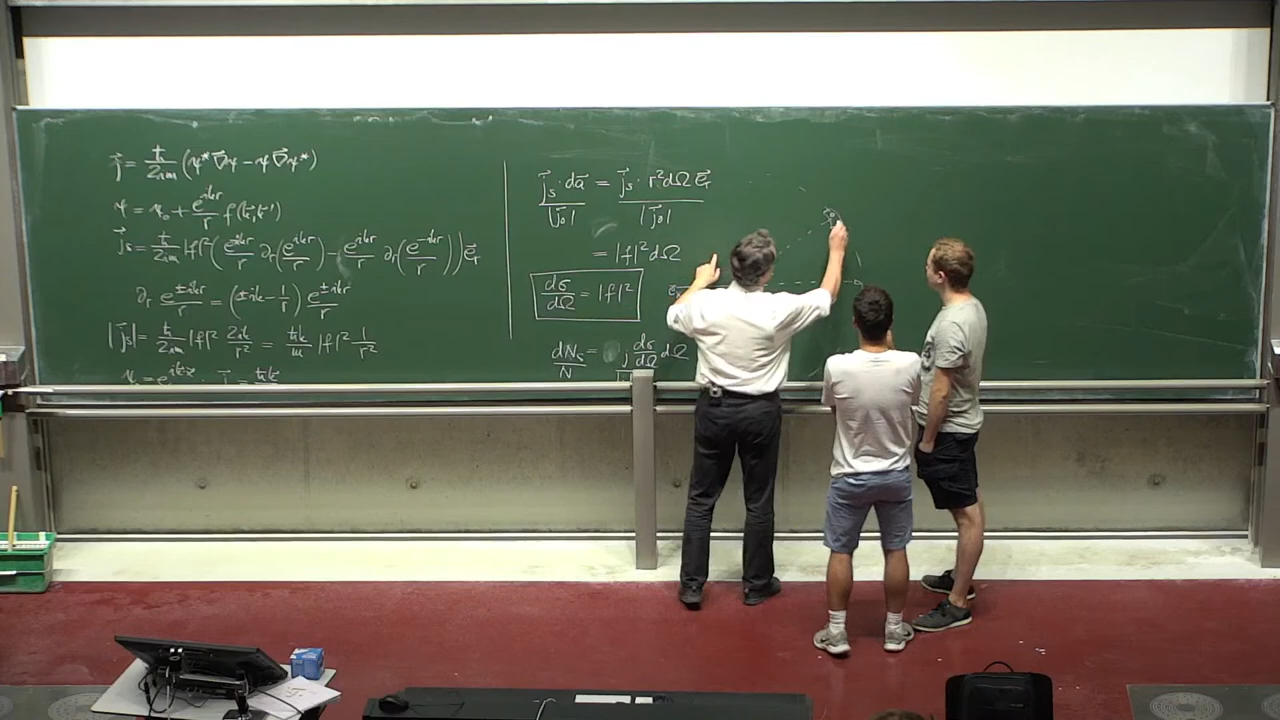 j⃗ = ħ/2im (ψ* ∇⃗ψ − ψ ∇⃗ψ*)
ψ = ψ₀ + e^{ikr}/r f(k⃗,k⃗')
j⃗ₛ = ħ/2im |f|² (e^{-ikr}/r ∂ᵣ(e^{ikr}/r) − e^{ikr}/r ∂ᵣ(e^{-ikr}/r)) e⃗ᵣ
∂ᵣ e^{±ikr}/r = (±ik − 1/r) e^{±ikr}/r
|j⃗ₛ| = ħ/2im |f|² 2ik/r² = ħk/m |f|² 1/r²
j⃗ₛ · da⃗/|j⃗₀| = j⃗ₛ · r²dΩ e⃗ᵣ/|j⃗₀|
= |f|² dΩ
dσ/dΩ = |f|²
dNₛ/N = dσ/dΩ dΩ